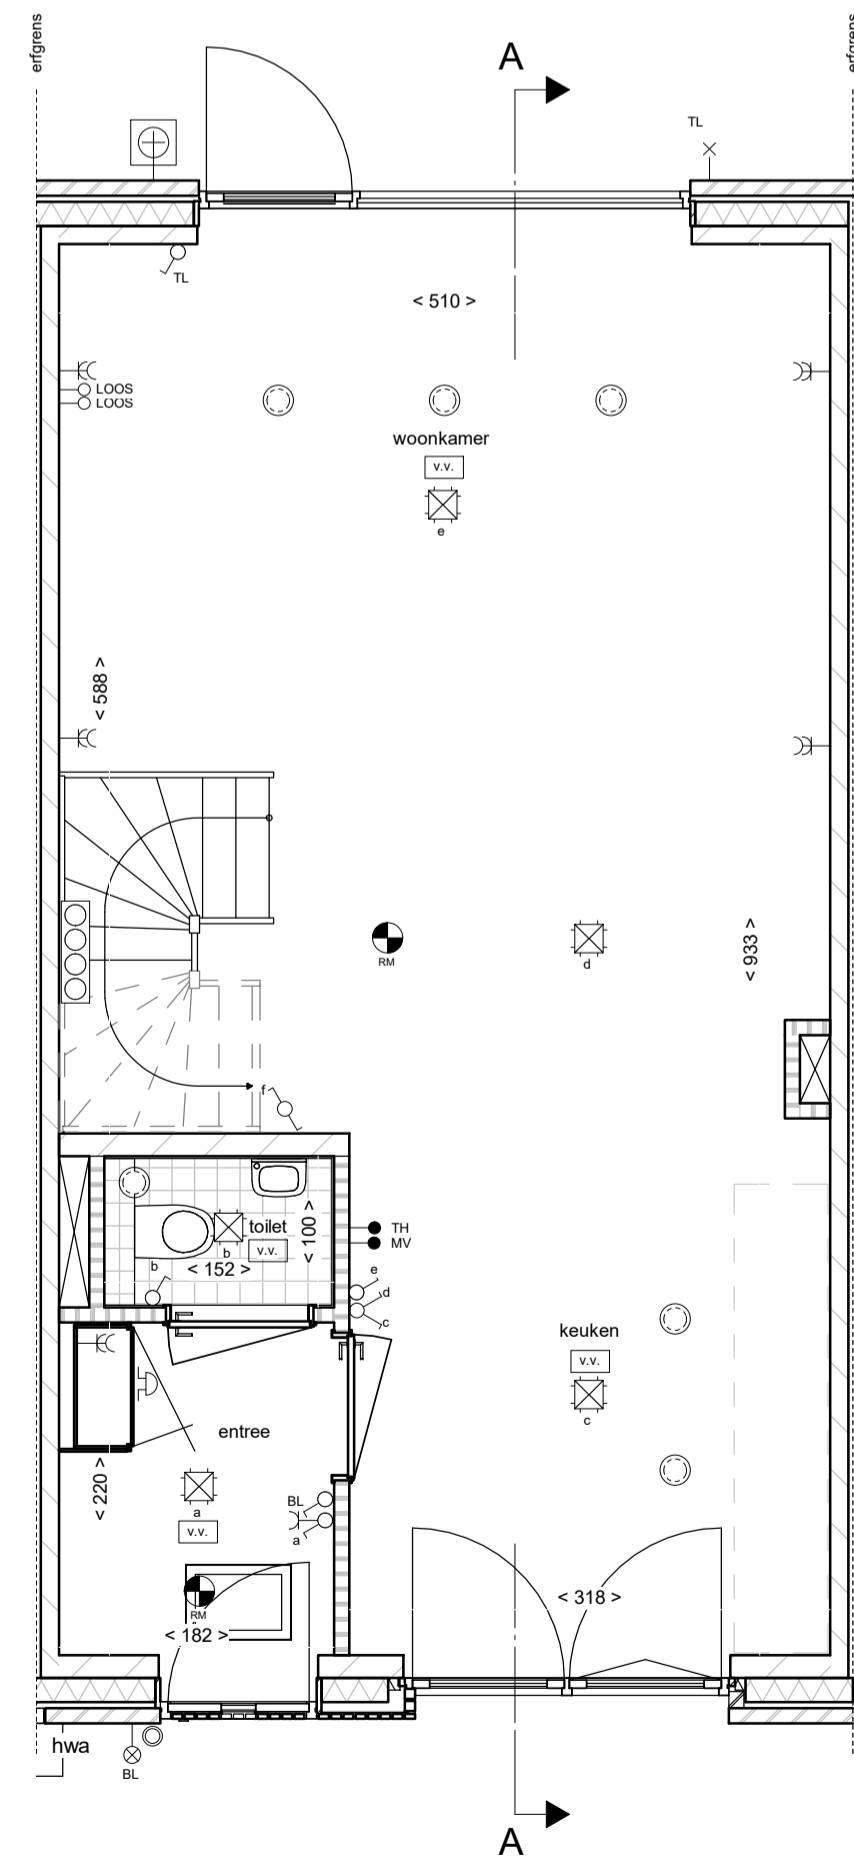 erfgrens
erfgrens
A
TL
TL
< 510 >
LOOS
LOOS
woonkamer
v.v.
e
< 588 >
RM
d
< 933 >
f
toilet
b
v.v.
< 100 >
b
< 152 >
TH
MV
e
d
c
keuken
v.v.
c
entree
< 220 >
a
v.v.
BL
a
RM
< 182 >
< 318 >
hwa
BL
A